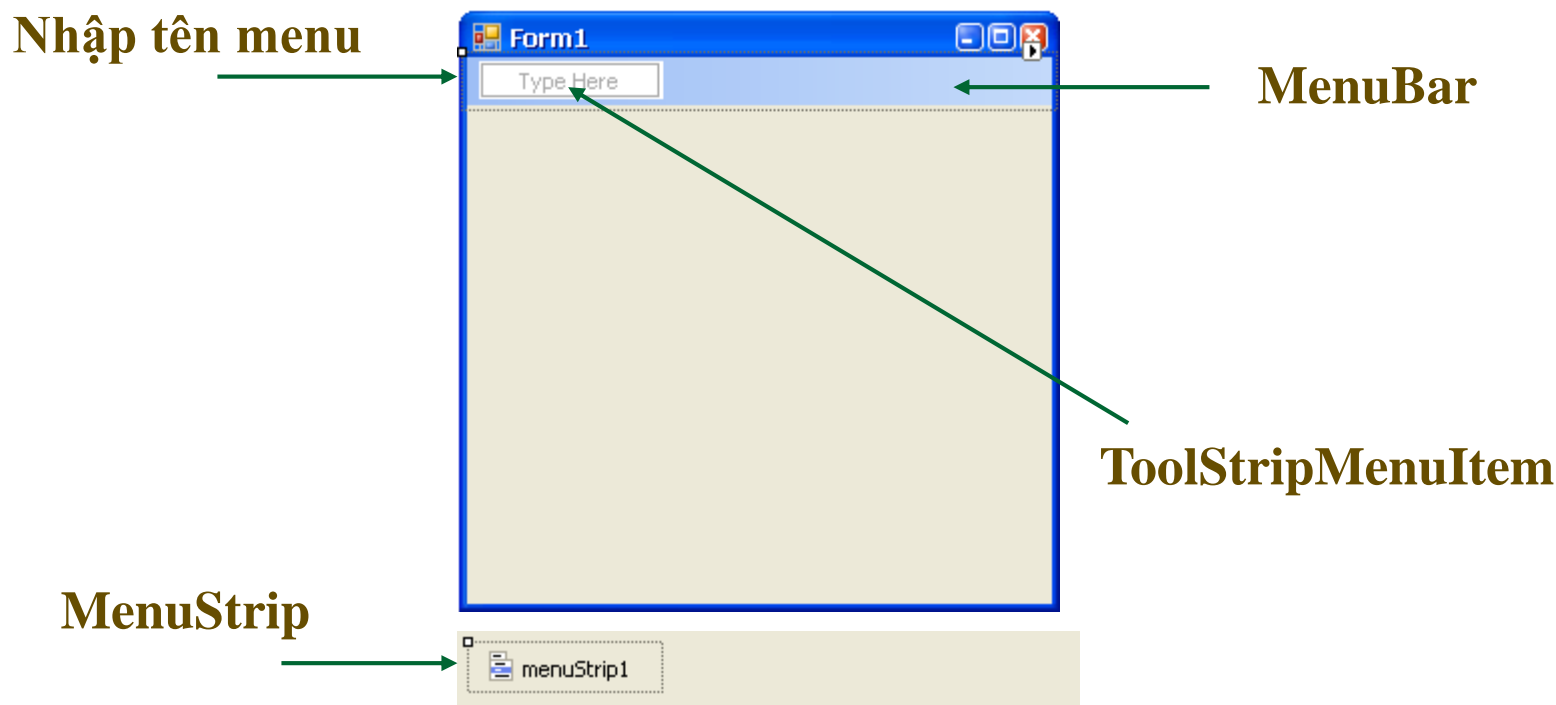 Nhập tên menu
Form1
Type Here
MenuBar
ToolStripMenuItem
MenuStrip
menuStrip1